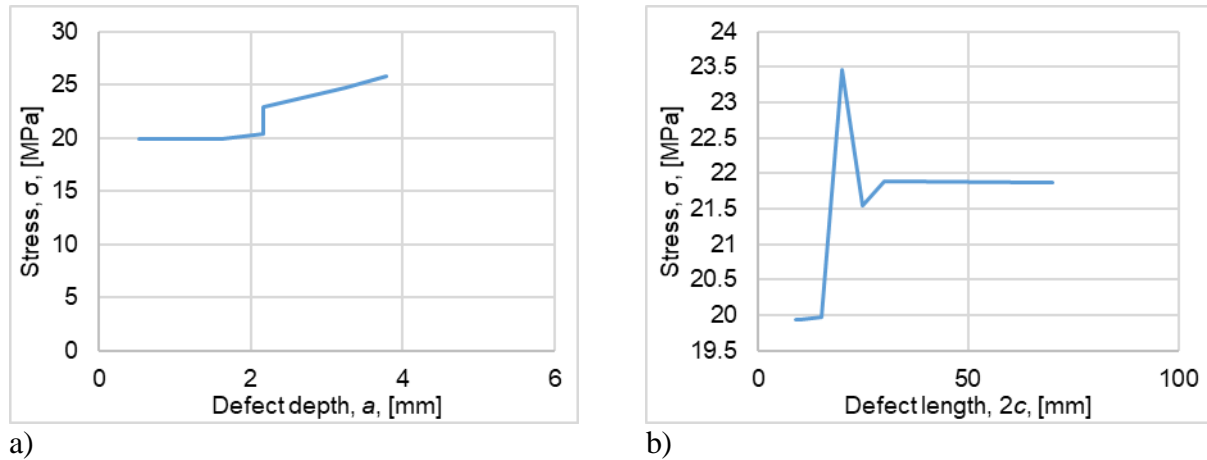 30
25
20
15
10
5
0
Stress, σ, [MPa]
0 2 4 6
Defect depth, a, [mm]
a)
24
23.5
23
22.5
22
21.5
21
20.5
20
19.5
Stress, σ, [MPa]
0 50 100
Defect length, 2c, [mm]
b)